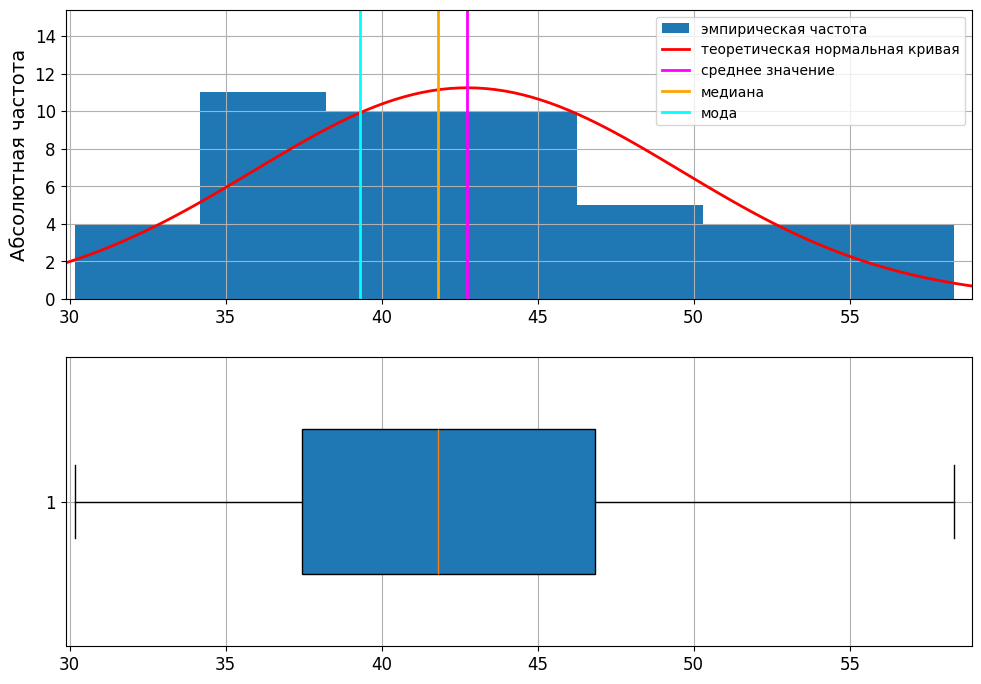 Абсолютная частота
14
12
10
8
6
4
2
0
30 35 40 45 50 55
эмпирическая частота
теоретическая нормальная кривая
среднее значение
медиана
мода
1
30 35 40 45 50 55